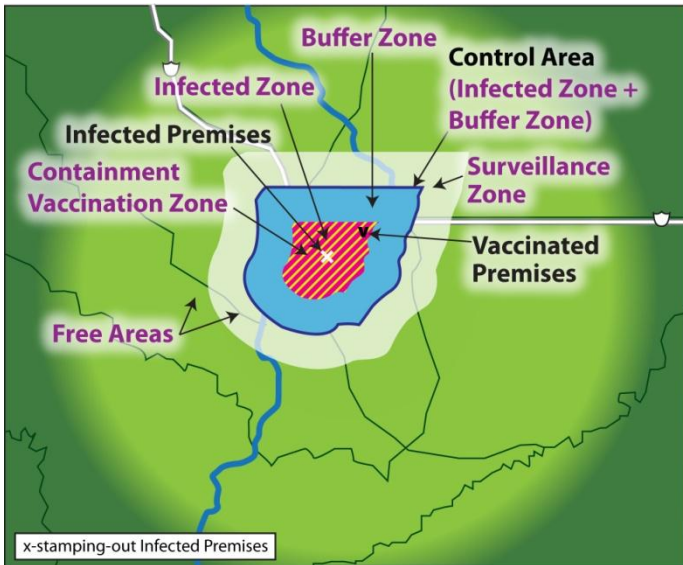 Buffer Zone
Control Area
(Infected Zone +
Buffer Zone)
Infected Zone
Infected Premises
Containment
Vaccination Zone
Surveillance
Zone
v
Vaccinated
Premises
x
Free Areas
x-stamping-out Infected Premises